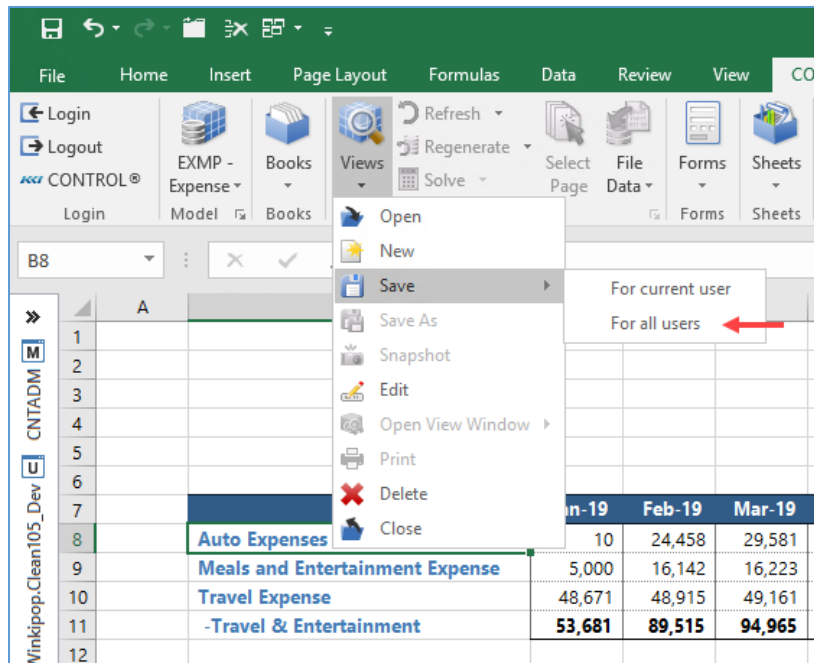 File Home Insert Page Layout Formulas Data Review View CO
Login
Logout
KCI CONTROL®
Login
EXMP -
Expense
Model
Books
Books
Views
Refresh
Regenerate
Solve
Select
Page
File
Data
Forms
Forms
Sheets
Sheets
Open
New
Save
Save As
Snapshot
Edit
Open View Window
Print
Delete
Close
For current user
For all users
B8
A
M CNTADM
U Winkipop.Clean105_Dev
1
2
3
4
5
6
7 n-19 Feb-19 Mar-19
8 Auto Expenses 10 24,458 29,581
9 Meals and Entertainment Expense 5,000 16,142 16,223
10 Travel Expense 48,671 48,915 49,161
11 -Travel & Entertainment 53,681 89,515 94,965
12